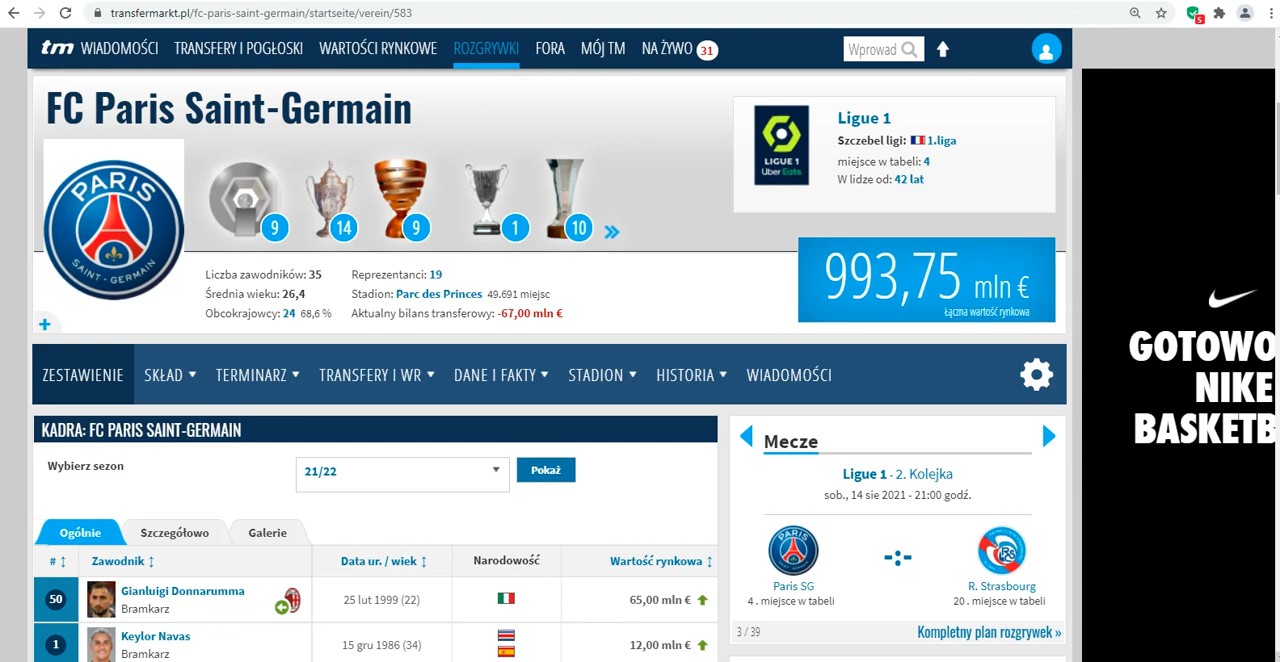 transfermarkt.pl/fc-paris-saint-germain/startseite/verein/583
5
tm WIADOMOŚCI TRANSFERY I POGŁOSKI WARTOŚCI RYNKOWE ROZGRYWKI FORA MÓJ TM NA ŻYWO 31 Wprowad
FC Paris Saint-Germain
PARIS
SAINT-GERMAIN
9 14 9 1 10 »
LIGUE 1
Uber Eats
Ligue 1
Szczebel ligi: 1.liga
miejsce w tabeli: 4
W lidze od: 42 lat
Liczba zawodników: 35
Średnia wieku: 26,4
Obcokrajowcy: 24 68,6 %
Reprezentanci: 19
Stadion: Parc des Princes 49.691 miejsc
Aktualny bilans transferowy: -67,00 mln €
993,75 mln €
Łączna wartość rynkowa
+
ZESTAWIENIE SKŁAD TERMINARZ TRANSFERY I WR DANE I FAKTY STADION HISTORIA WIADOMOŚCI
KADRA: FC PARIS SAINT-GERMAIN
Wybierz sezon
21/22 Pokaż
Ogólnie Szczegółowo Galerie
# Zawodnik Data ur. / wiek Narodowość Wartość rynkowa
50 Gianluigi Donnarumma 25 lut 1999 (22) 65,00 mln €
Bramkarz
1 Keylor Navas 15 gru 1986 (34) 12,00 mln €
Bramkarz
Mecze
Ligue 1 - 2. Kolejka
sob., 14 sie 2021 - 21:00 godź.
PARIS
-:-
Paris SG R. Strasbourg
4 . miejsce w tabeli 20 . miejsce w tabeli
3 / 39 Kompletny plan rozgrywek »
GOTOWO
NIKE
BASKETB